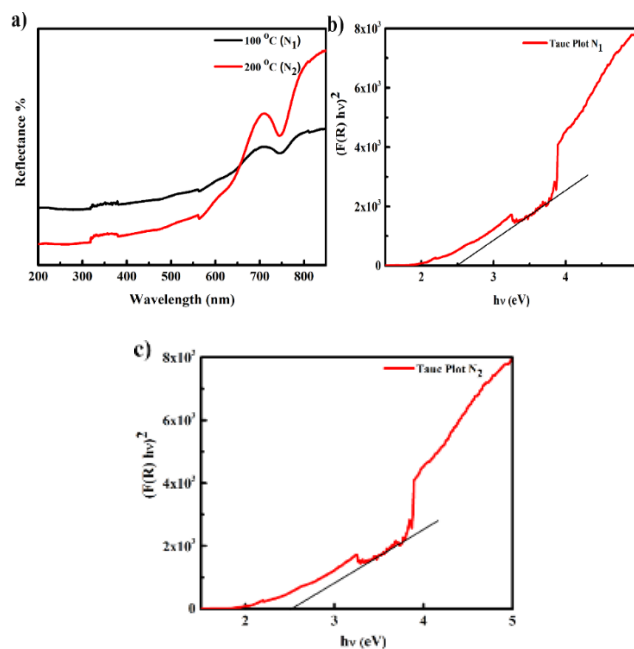 a)
100 °C (N₁)
200 °C (N₂)
Reflectance %
200 300 400 500 600 700 800
Wavelength (nm)
b)
Tauc Plot N₁
(F(R) hν)²
8x10³
6x10³
4x10³
2x10³
0
2 3 4
hν (eV)
c)
Tauc Plot N₂
(F(R) hν)²
8x10³
6x10³
4x10³
2x10³
0
2 3 4 5
hν (eV)